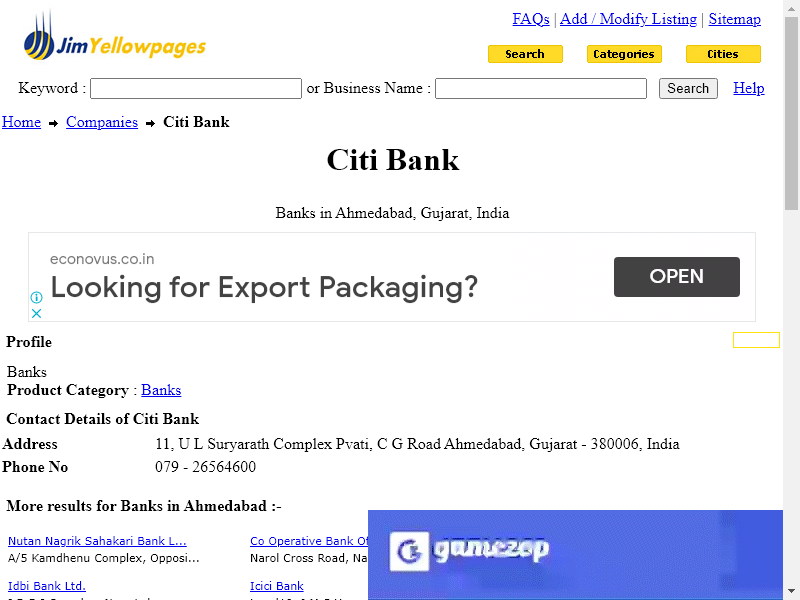 JimYellowpages
FAQs | Add / Modify Listing | Sitemap
Search Categories Cities
Keyword : or Business Name : Search Help
Home Companies Citi Bank
Citi Bank
Banks in Ahmedabad, Gujarat, India
econovus.co.in
Looking for Export Packaging?
OPEN
Profile
Banks
Product Category : Banks
Contact Details of Citi Bank
Address 11, U L Suryarath Complex Pvati, C G Road Ahmedabad, Gujarat - 380006, India
Phone No 079 - 26564600
More results for Banks in Ahmedabad :-
Nutan Nagrik Sahakari Bank L... Co Operative Bank Of
A/5 Kamdhenu Complex, Opposi... Narol Cross Road, Na
gamezop
Idbi Bank Ltd. Icici Bank